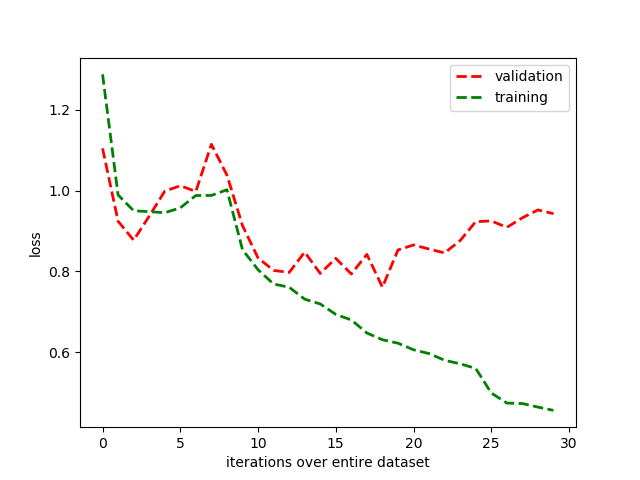 validation
training
1.2
1.0
0.8
0.6
loss
0 5 10 15 20 25 30
iterations over entire dataset